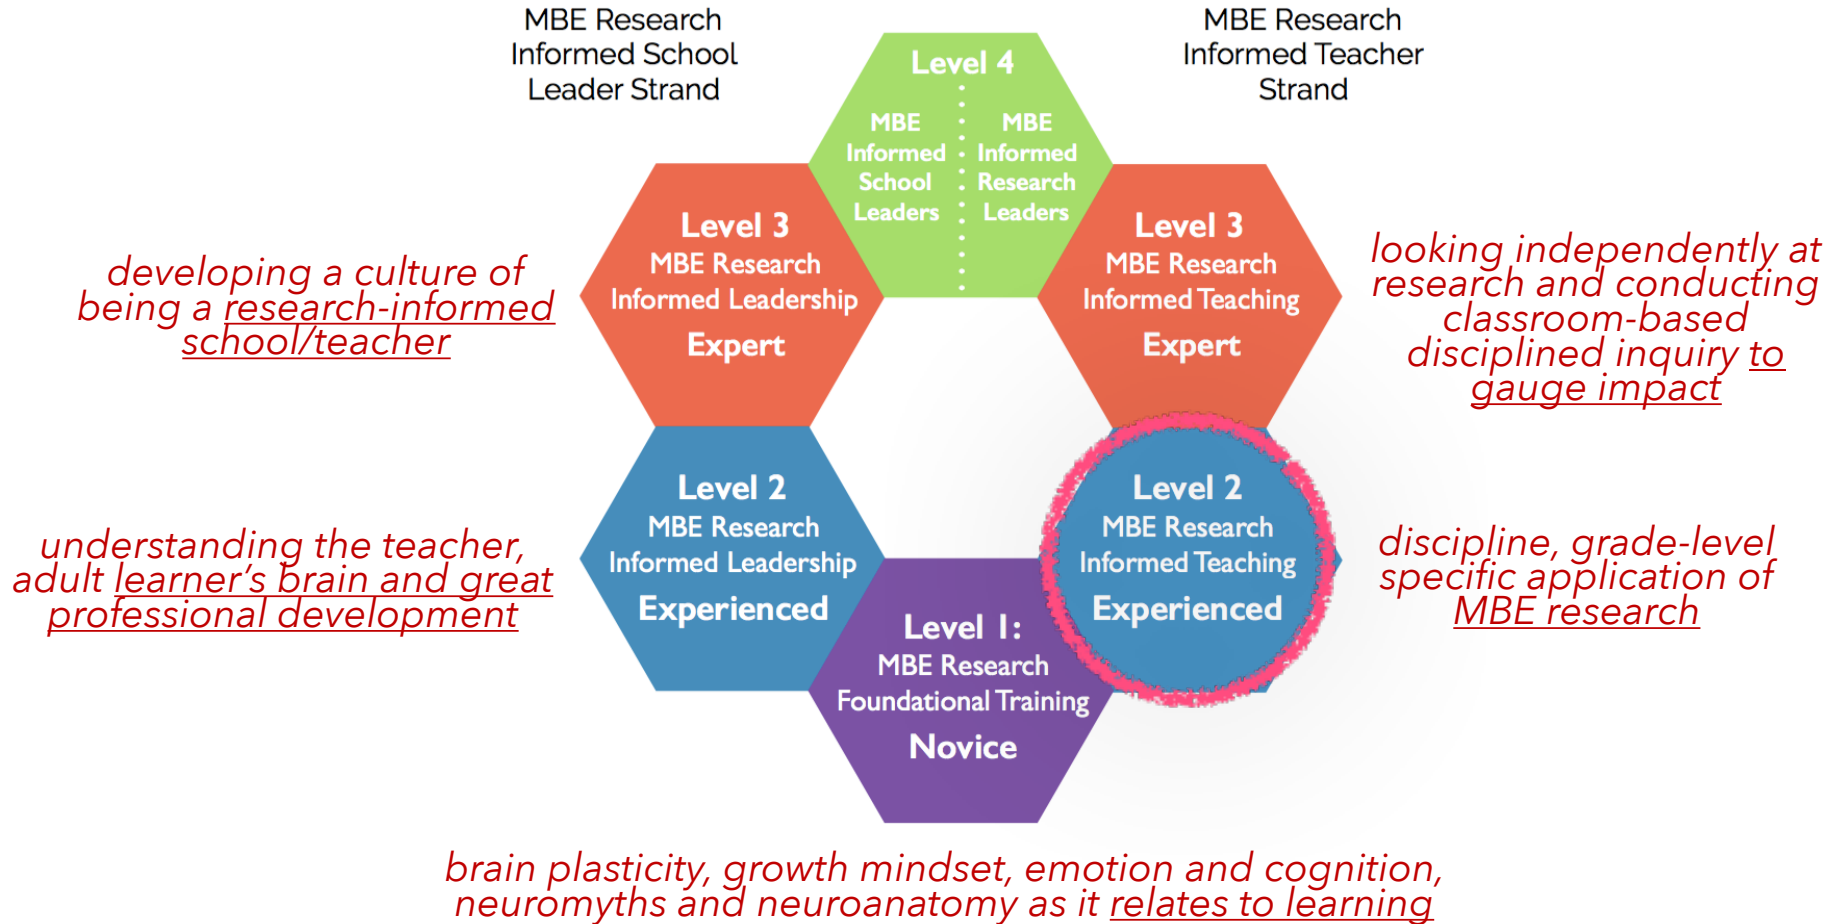 MBE Research
Informed School
Leader Strand
MBE Research
Informed Teacher
Strand
Level 4
MBE
Informed
School
Leaders
MBE
Informed
Research
Leaders
Level 3
MBE Research
Informed Leadership
Expert
Level 3
MBE Research
Informed Teaching
Expert
developing a culture of
being a research-informed
school/teacher
looking independently at
research and conducting
classroom-based
disciplined inquiry to
gauge impact
Level 2
MBE Research
Informed Leadership
Experienced
Level 2
MBE Research
Informed Teaching
Experienced
understanding the teacher,
adult learner’s brain and great
professional development
discipline, grade-level
specific application of
MBE research
Level 1:
MBE Research
Foundational Training
Novice
brain plasticity, growth mindset, emotion and cognition,
neuromyths and neuroanatomy as it relates to learning